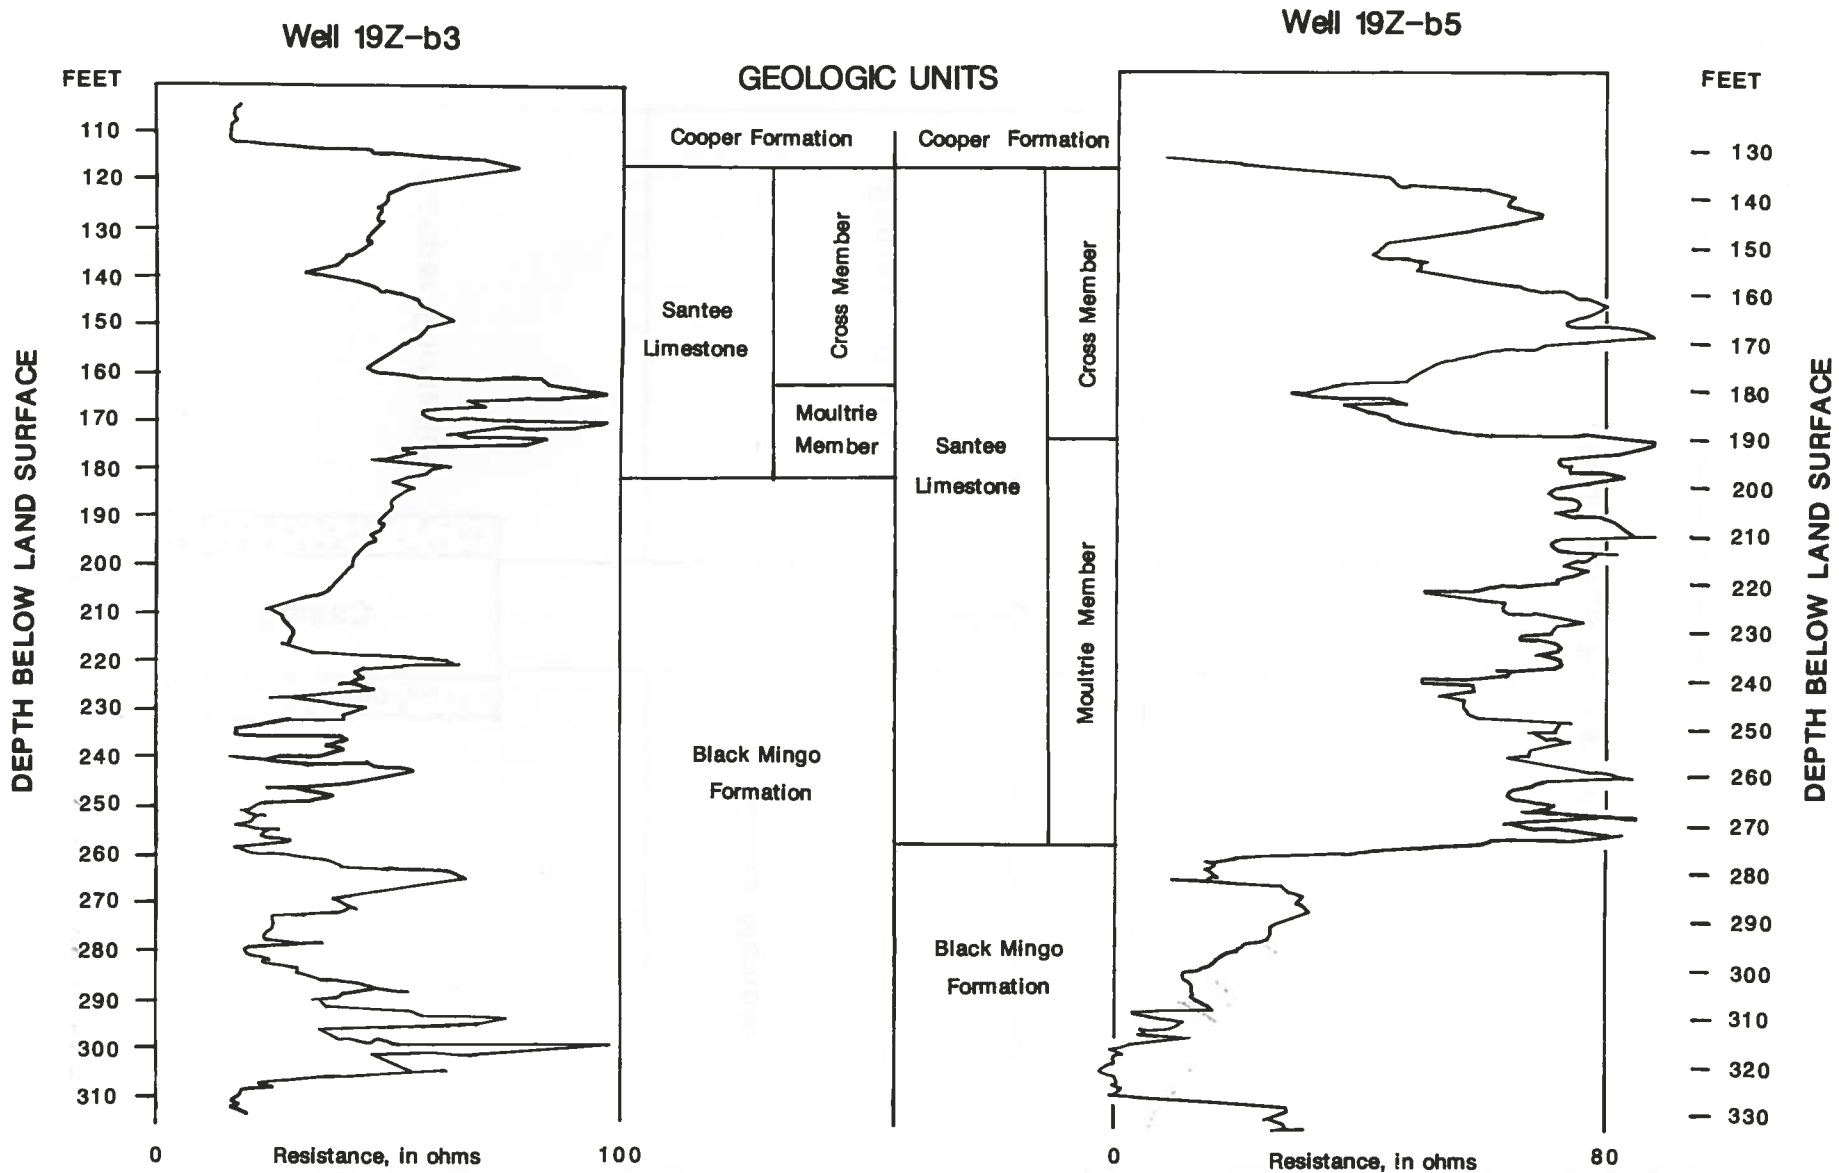 Well 19Z-b3
Well 19Z-b5
FEET
GEOLOGIC UNITS
FEET
Cooper Formation
Cooper Formation
DEPTH BELOW LAND SURFACE
110
120
130
140
150
160
170
180
190
200
210
220
230
240
250
260
270
280
290
300
310
Santee
Limestone
Cross Member
Moultrie
Member
Black Mingo
Formation
Santee
Limestone
Cross Member
Moultrie Member
Black Mingo
Formation
130
140
150
160
170
180
190
200
210
220
230
240
250
260
270
280
290
300
310
320
330
DEPTH BELOW LAND SURFACE
0 Resistance, in ohms 100
0 Resistance, in ohms 80